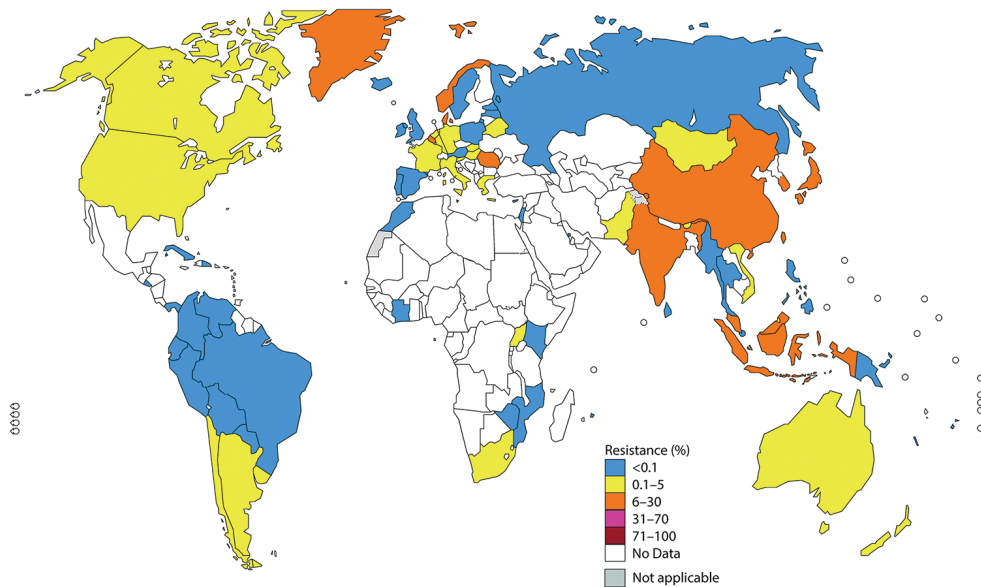 Resistance (%)
<0.1
0.1–5
6–30
31–70
71–100
No Data
Not applicable